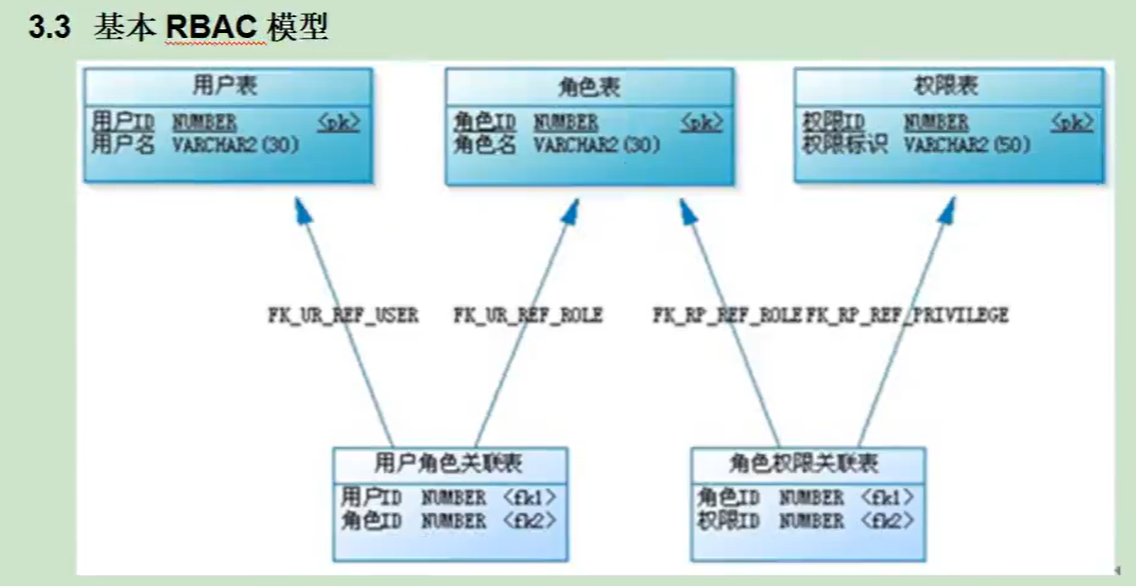 3.3 基本 RBAC 模型
用户表
用户ID NUMBER <pk>
用户名 VARCHAR2(30)
角色表
角色ID NUMBER <pk>
角色名 VARCHAR2(30)
权限表
权限ID NUMBER <pk>
权限标识 VARCHAR2(50)
FK_UR_REF_USER
FK_UR_REF_ROLE
FK_RP_REF_ROLE
FK_RP_REF_PRIVILEGE
用户角色关联表
用户ID NUMBER <fk1>
角色ID NUMBER <fk2>
角色权限关联表
角色ID NUMBER <fk1>
权限ID NUMBER <fk2>